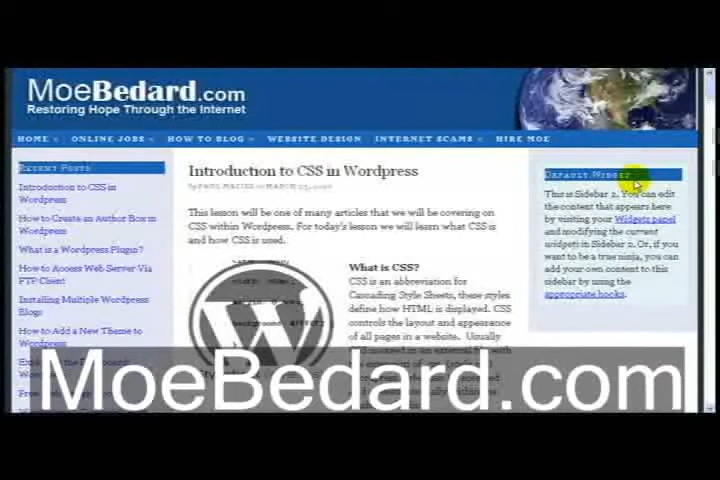 MoeBedard.com
Restoring Hope Through the Internet
HOME » ONLINE JOBS » HOW TO BLOG » WEBSITE DESIGN INTERNET SCAMS » HIRE MOE
RECENT POSTS
Introduction to CSS in
Wordpress
How to Create an Author Box in
Wordpress
What is a Wordpress Plugin?
How to Access Web Server Via
FTP Client
Installing Multiple Wordpress
Blogs
How to Add a New Theme to
Wordpress
Introduction to CSS in Wordpress
This lesson will be one of many articles that we will be covering on
CSS within Wordpress. For today's lesson we will learn what CSS is
and how CSS is used.
What is CSS?
CSS is an abbreviation for
Cascading Style Sheets, these styles
define how HTML is displayed. CSS
controls the layout and appearance
of all pages in a website. Usually
DEFAULT WIDGET
This is Sidebar 2. You can edit
the content that appears here
by visiting your Widgets panel
and modifying the current
widgets in Sidebar 2. Or, if you
want to be a true ninja, you can
add your own content to this
sidebar by using the
appropriate hooks.
MoeBedard.com